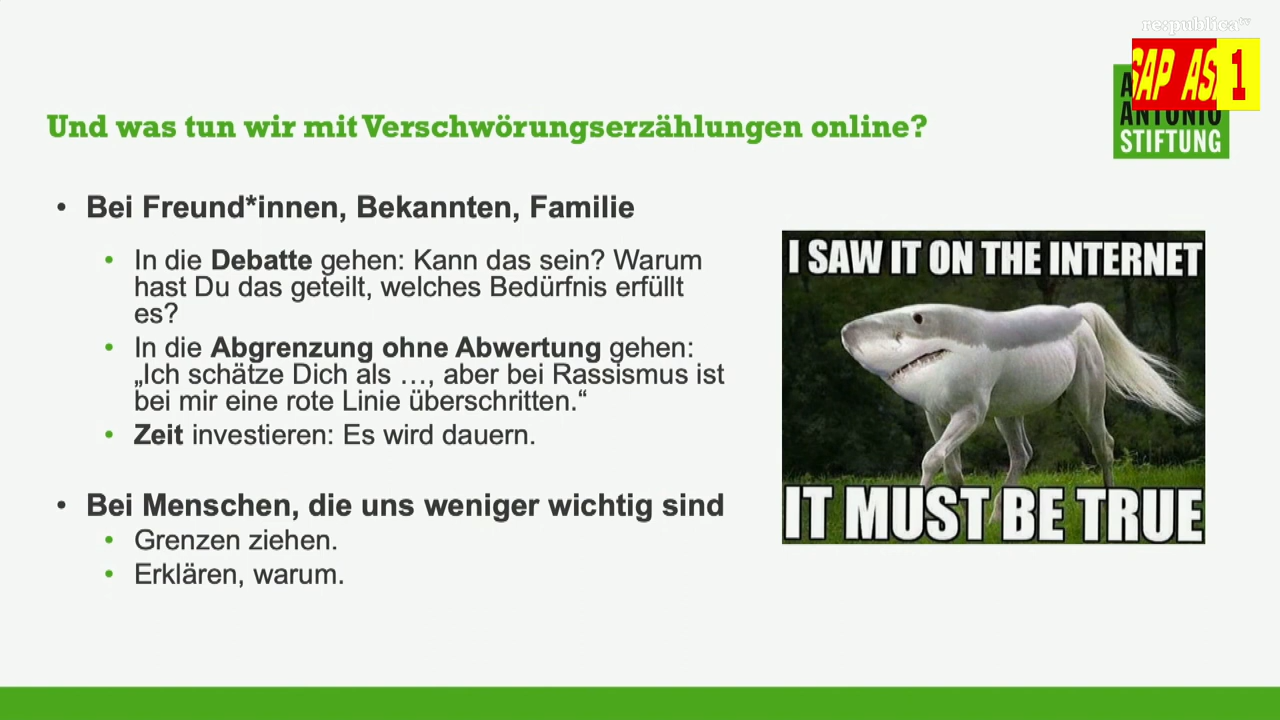 re:publica
SAP AS 1
ANTONIO
STIFTUNG
Und was tun wir mit Verschwörungserzählungen online?
• Bei Freund*innen, Bekannten, Familie
• In die Debatte gehen: Kann das sein? Warum
hast Du das geteilt, welches Bedürfnis erfüllt
es?
• In die Abgrenzung ohne Abwertung gehen:
„Ich schätze Dich als …, aber bei Rassismus ist
bei mir eine rote Linie überschritten.“
• Zeit investieren: Es wird dauern.
• Bei Menschen, die uns weniger wichtig sind
• Grenzen ziehen.
• Erklären, warum.
I SAW IT ON THE INTERNET
IT MUST BE TRUE